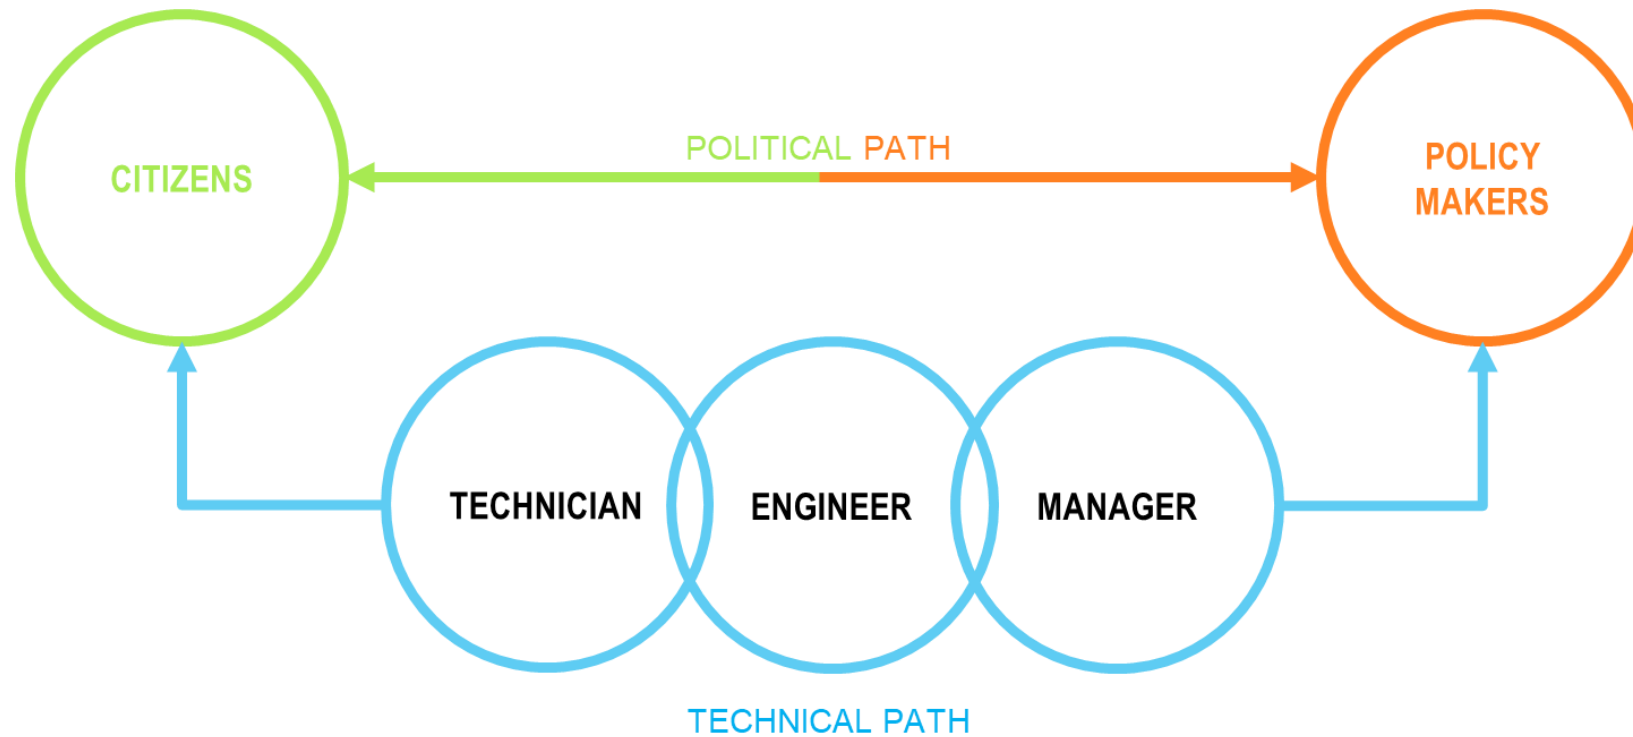 POLITICAL PATH
CITIZENS
POLICY
MAKERS
TECHNICIAN
ENGINEER
MANAGER
TECHNICAL PATH